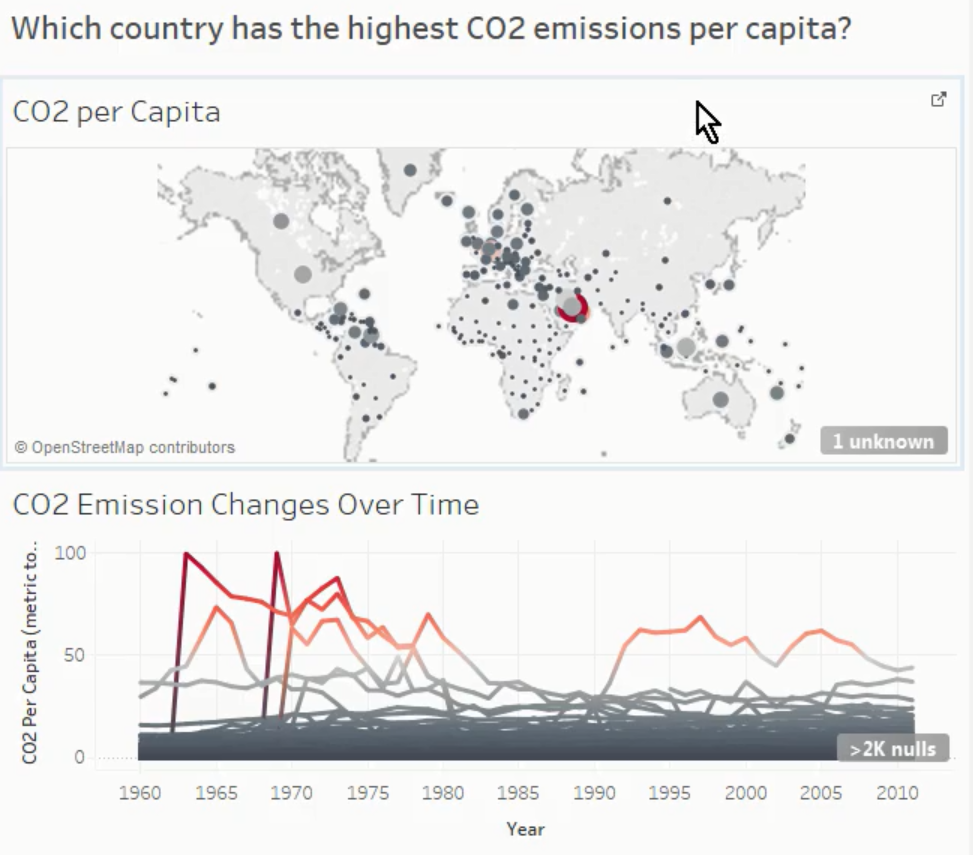 Which country has the highest CO2 emissions per capita?
CO2 per Capita
© OpenStreetMap contributors
1 unknown
CO2 Emission Changes Over Time
CO2 Per Capita (metric to..
100
50
0
>2K nulls
1960 1965 1970 1975 1980 1985 1990 1995 2000 2005 2010
Year